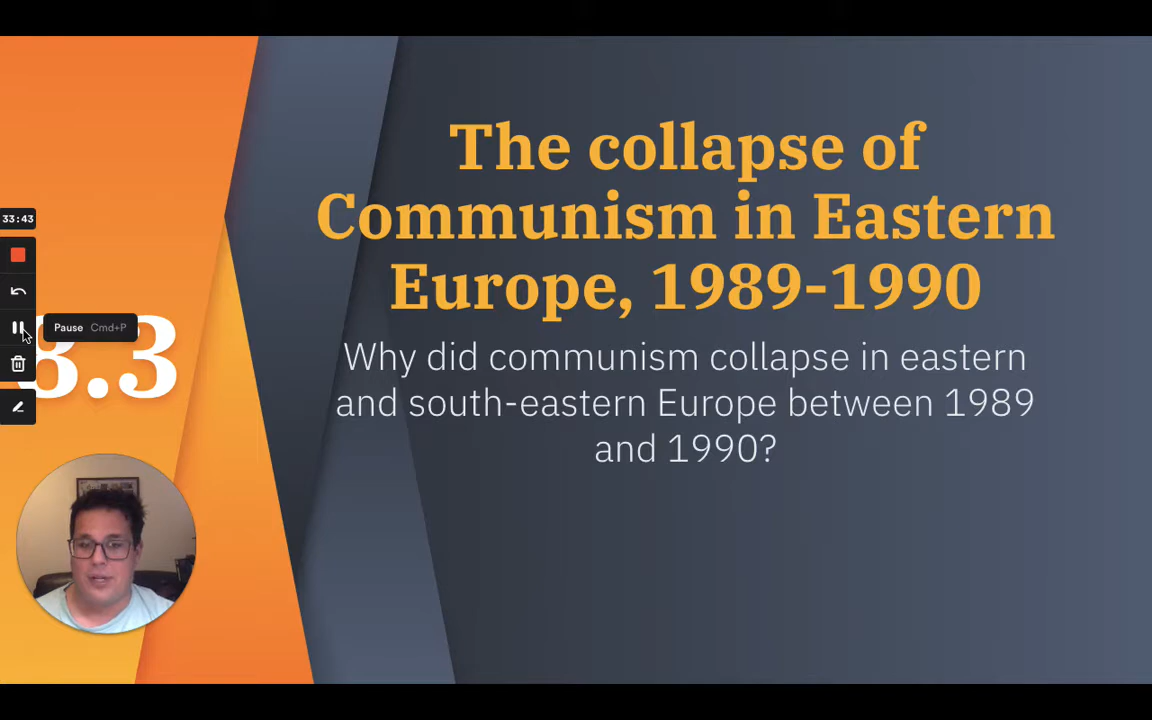 The collapse of
Communism in Eastern
Europe, 1989-1990
33:43
Pause Cmd+P
8.3
Why did communism collapse in eastern
and south-eastern Europe between 1989
and 1990?